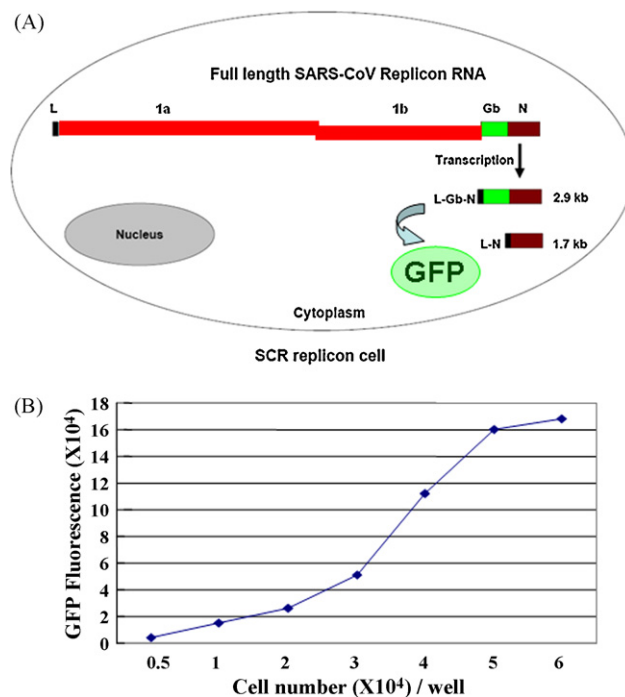 (A)
Full length SARS-CoV Replicon RNA
L 1a 1b Gb N
Transcription
L-Gb-N 2.9 kb
Nucleus
L-N 1.7 kb
GFP
Cytoplasm
SCR replicon cell
(B)
GFP Fluorescence (X10⁴)
18
16
14
12
10
8
6
4
2
0
0.5 1 2 3 4 5 6
Cell number (X10⁴) / well